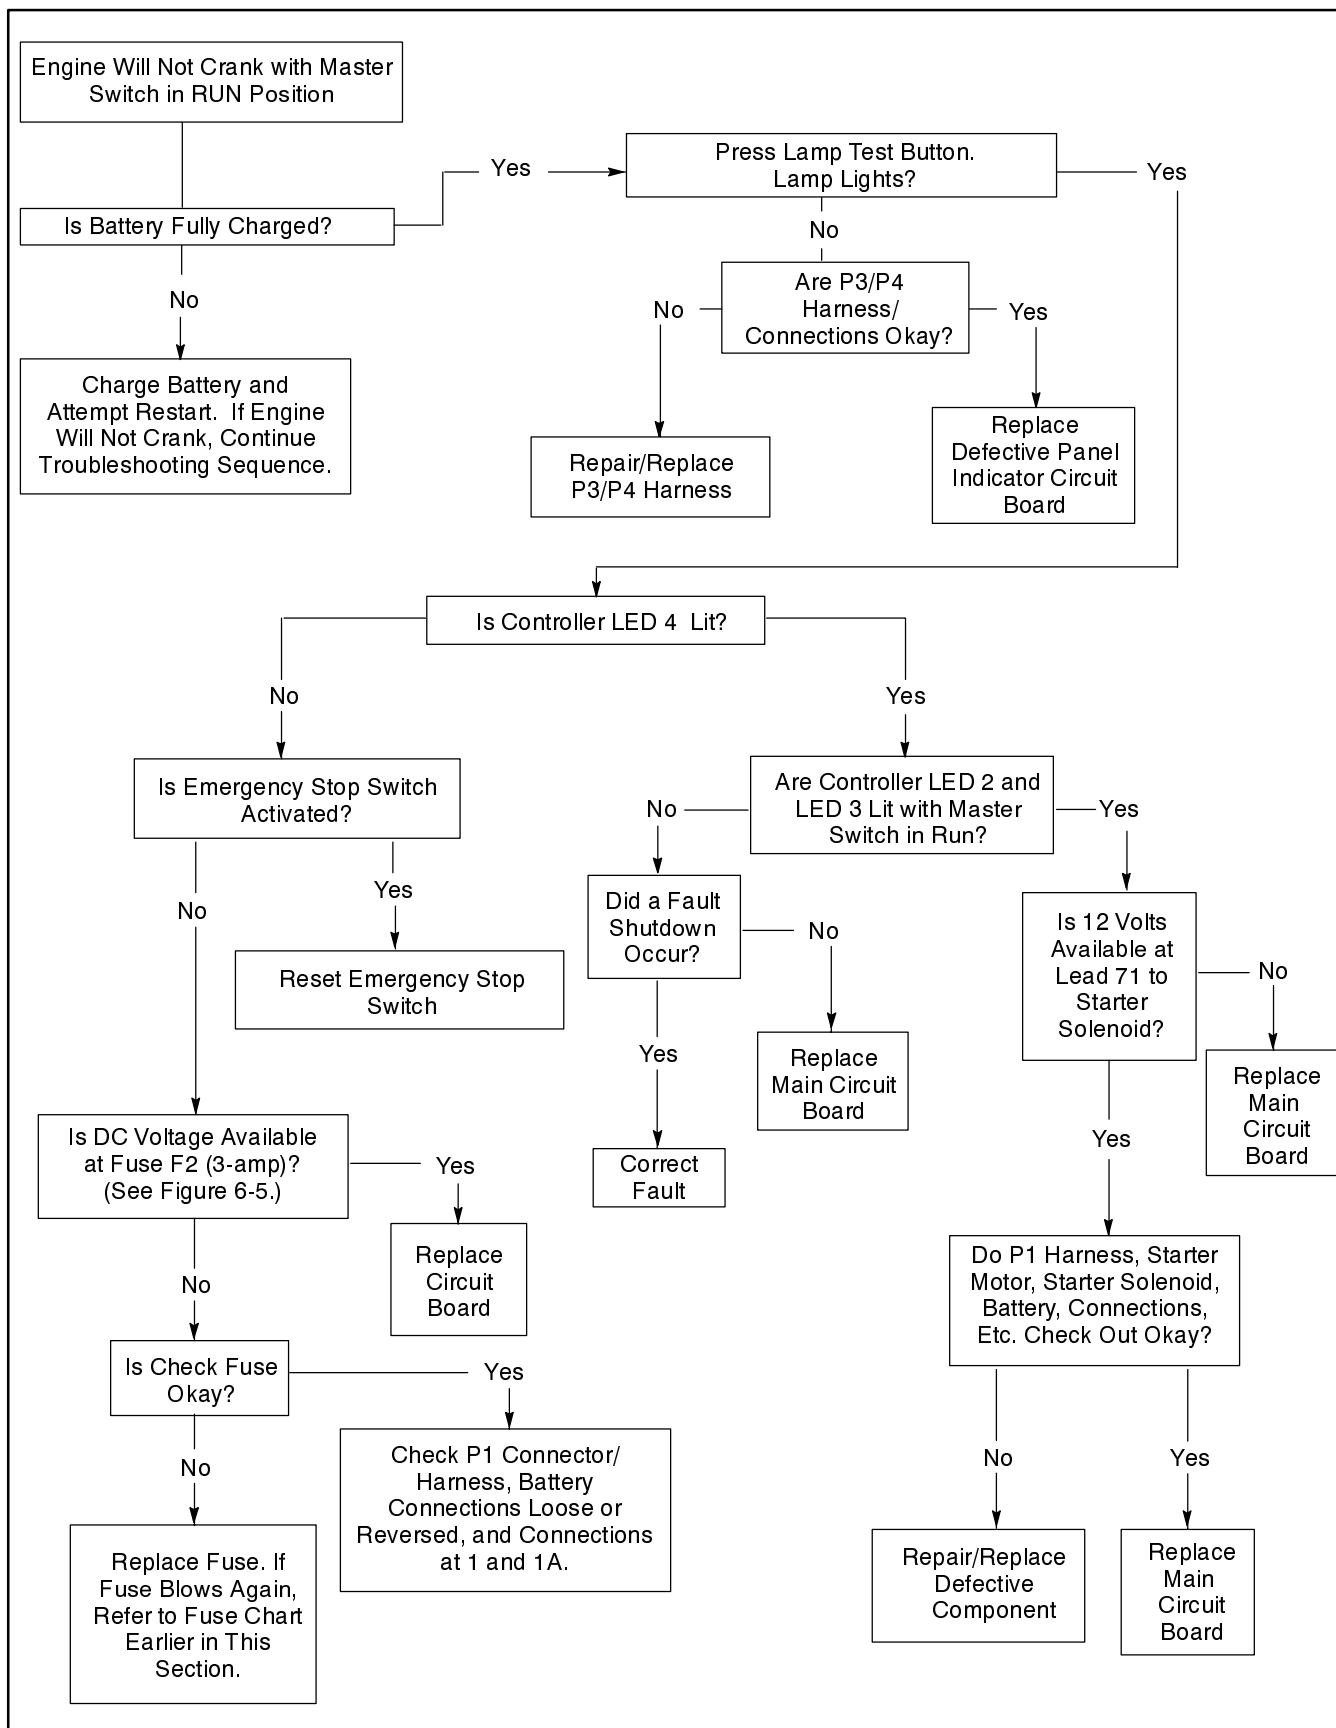 Engine Will Not Crank with Master
Switch in RUN Position
Yes
Press Lamp Test Button.
Lamp Lights?
Yes
Is Battery Fully Charged?
No
No
Are P3/P4
Harness/
Connections Okay?
No
Yes
Charge Battery and
Attempt Restart. If Engine
Will Not Crank, Continue
Troubleshooting Sequence.
Repair/Replace
P3/P4 Harness
Replace
Defective Panel
Indicator Circuit
Board
Is Controller LED 4 Lit?
No
Yes
Is Emergency Stop Switch
Activated?
Are Controller LED 2 and
LED 3 Lit with Master
Switch in Run?
No
Yes
Yes
No
Did a Fault
Shutdown
Occur?
No
Is 12 Volts
Available at
Lead 71 to
Starter
Solenoid?
No
Reset Emergency Stop
Switch
Yes
Replace
Main Circuit
Board
Replace
Main
Circuit
Board
Is DC Voltage Available
at Fuse F2 (3-amp)?
(See Figure 6-5.)
Yes
Correct
Fault
Yes
Replace
Circuit
Board
No
Do P1 Harness, Starter
Motor, Starter Solenoid,
Battery, Connections,
Etc. Check Out Okay?
Is Check Fuse
Okay?
Yes
No
Check P1 Connector/
Harness, Battery
Connections Loose or
Reversed, and Connections
at 1 and 1A.
No
Yes
Replace Fuse. If
Fuse Blows Again,
Refer to Fuse Chart
Earlier in This
Section.
Repair/Replace
Defective
Component
Replace
Main
Circuit
Board